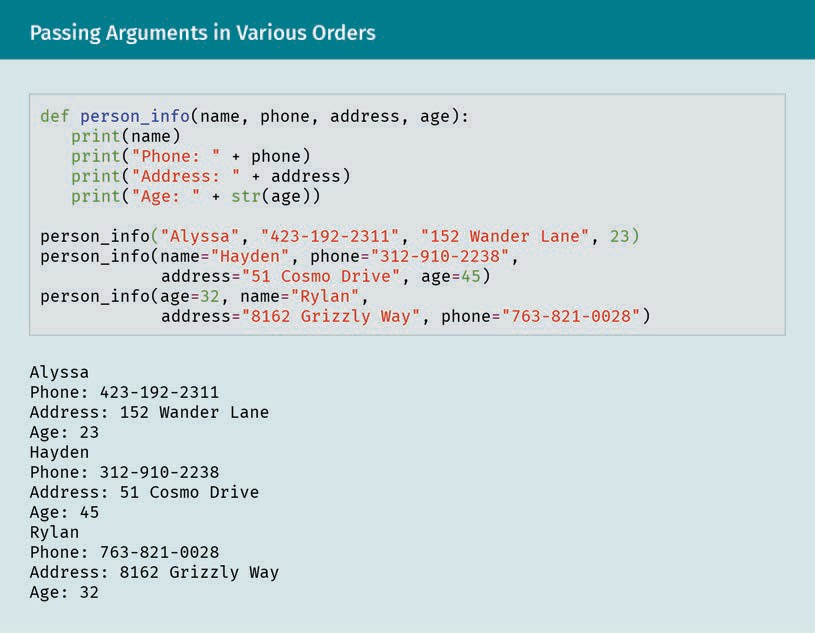 Passing Arguments in Various Orders
def person_info(name, phone, address, age):
   print(name)
   print("Phone: " + phone)
   print("Address: " + address)
   print("Age: " + str(age))
person_info("Alyssa", "423-192-2311", "152 Wander Lane", 23)
person_info(name="Hayden", phone="312-910-2238",
            address="51 Cosmo Drive", age=45)
person_info(age=32, name="Rylan",
            address="8162 Grizzly Way", phone="763-821-0028")
Alyssa
Phone: 423-192-2311
Address: 152 Wander Lane
Age: 23
Hayden
Phone: 312-910-2238
Address: 51 Cosmo Drive
Age: 45
Rylan
Phone: 763-821-0028
Address: 8162 Grizzly Way
Age: 32